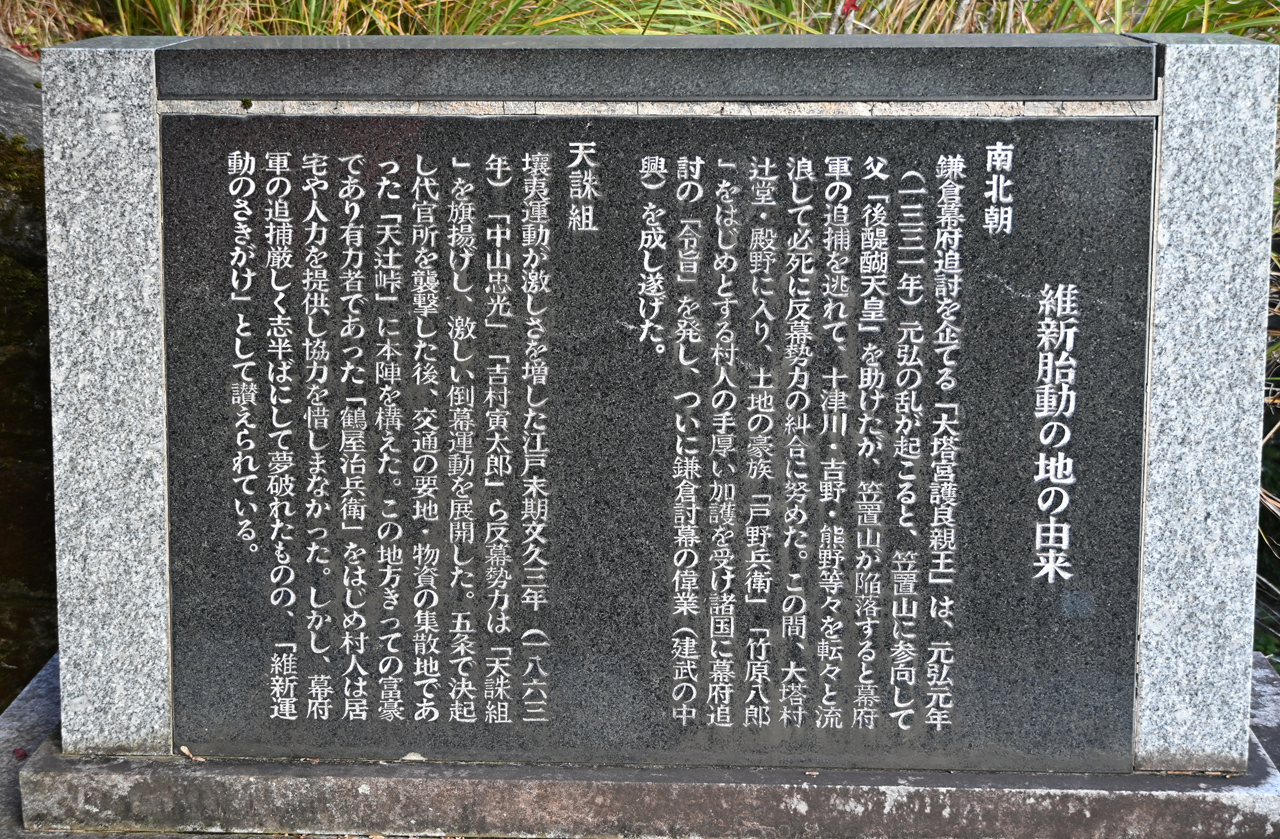 維新胎動の地の由来
南北朝
鎌倉幕府追討を企てる「大塔宮護良親王」は、元弘元年
(一三三一年)元弘の乱が起こると、笠置山に参向して
父「後醍醐天皇」を助けたが、笠置山が陥落すると幕府
軍の追捕を逃れて、十津川・吉野・熊野等々を転々と流
浪して必死に反幕勢力の糾合に努めた。この間、大塔村
辻堂・殿野に入り、土地の豪族「戸野兵衛」「竹原八郎
」をはじめとする村人の手厚い加護を受け諸国に幕府追
討の「令旨」を発し、ついに鎌倉討幕の偉業(建武の中
興)を成し遂げた。
天誅組
壤夷運動が激しさを増した江戸末期文久三年(一八六三
年)「中山忠光」「吉村寅太郎」ら反幕勢力は「天誅組
」を旗揚げし、激しい倒幕運動を展開した。五条で決起
し代官所を襲撃した後、交通の要地・物資の集散地であ
った「天辻峠」に本陣を構えた。この地方きっての富豪
であり有力者であった「鶴屋治兵衛」をはじめ村人は居
宅や人力を提供し協力を惜しまなかった。しかし、幕府
軍の追捕厳しく志半ばにして夢破れたものの、「維新運
動のさきがけ」として讃えられている。